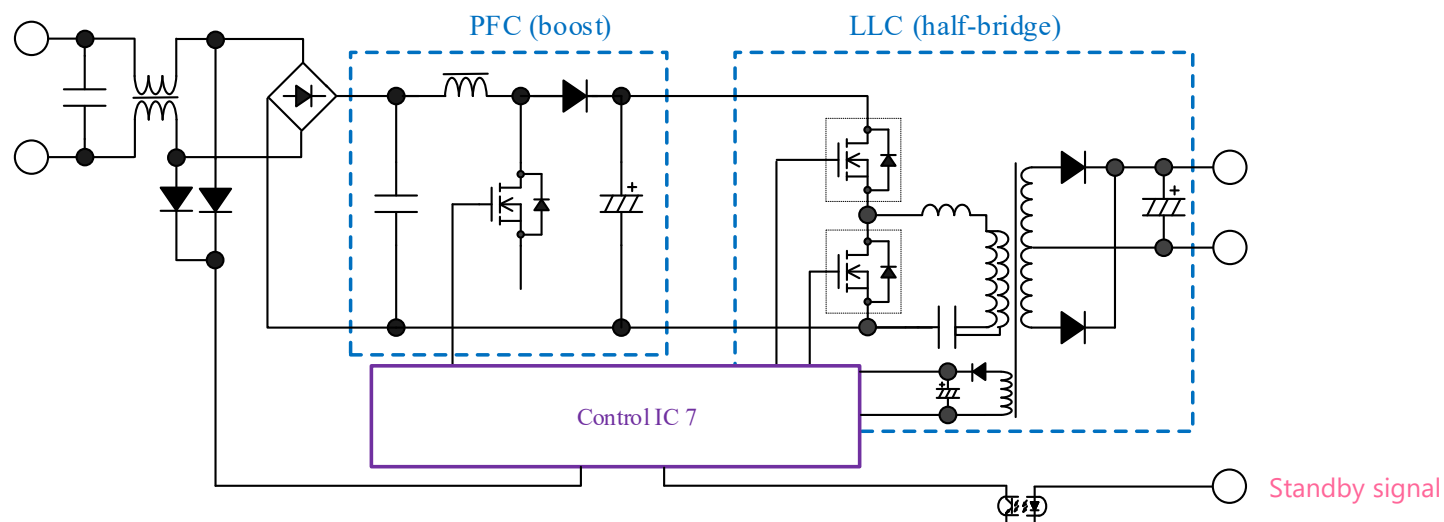 PFC (boost)
LLC (half-bridge)
+
+
+
Control IC 7
Standby signal